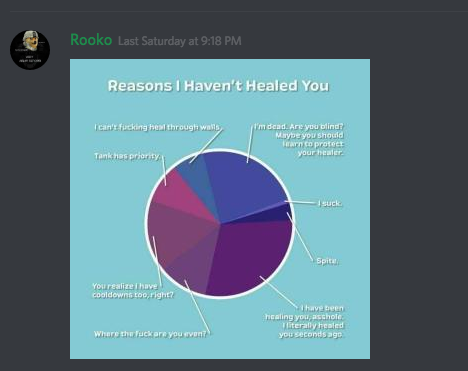 Rooko Last Saturday at 9:18 PM
Reasons I Haven't Healed You
I can't fucking heal through walls.
I'm dead. Are you blind?
Maybe you should
learn to protect
your healer.
Tank has priority.
I suck.
Spite.
You realize I have
cooldowns too, right?
I have been
healing you, asshole.
I literally healed
you seconds ago.
Where the fuck are you even?